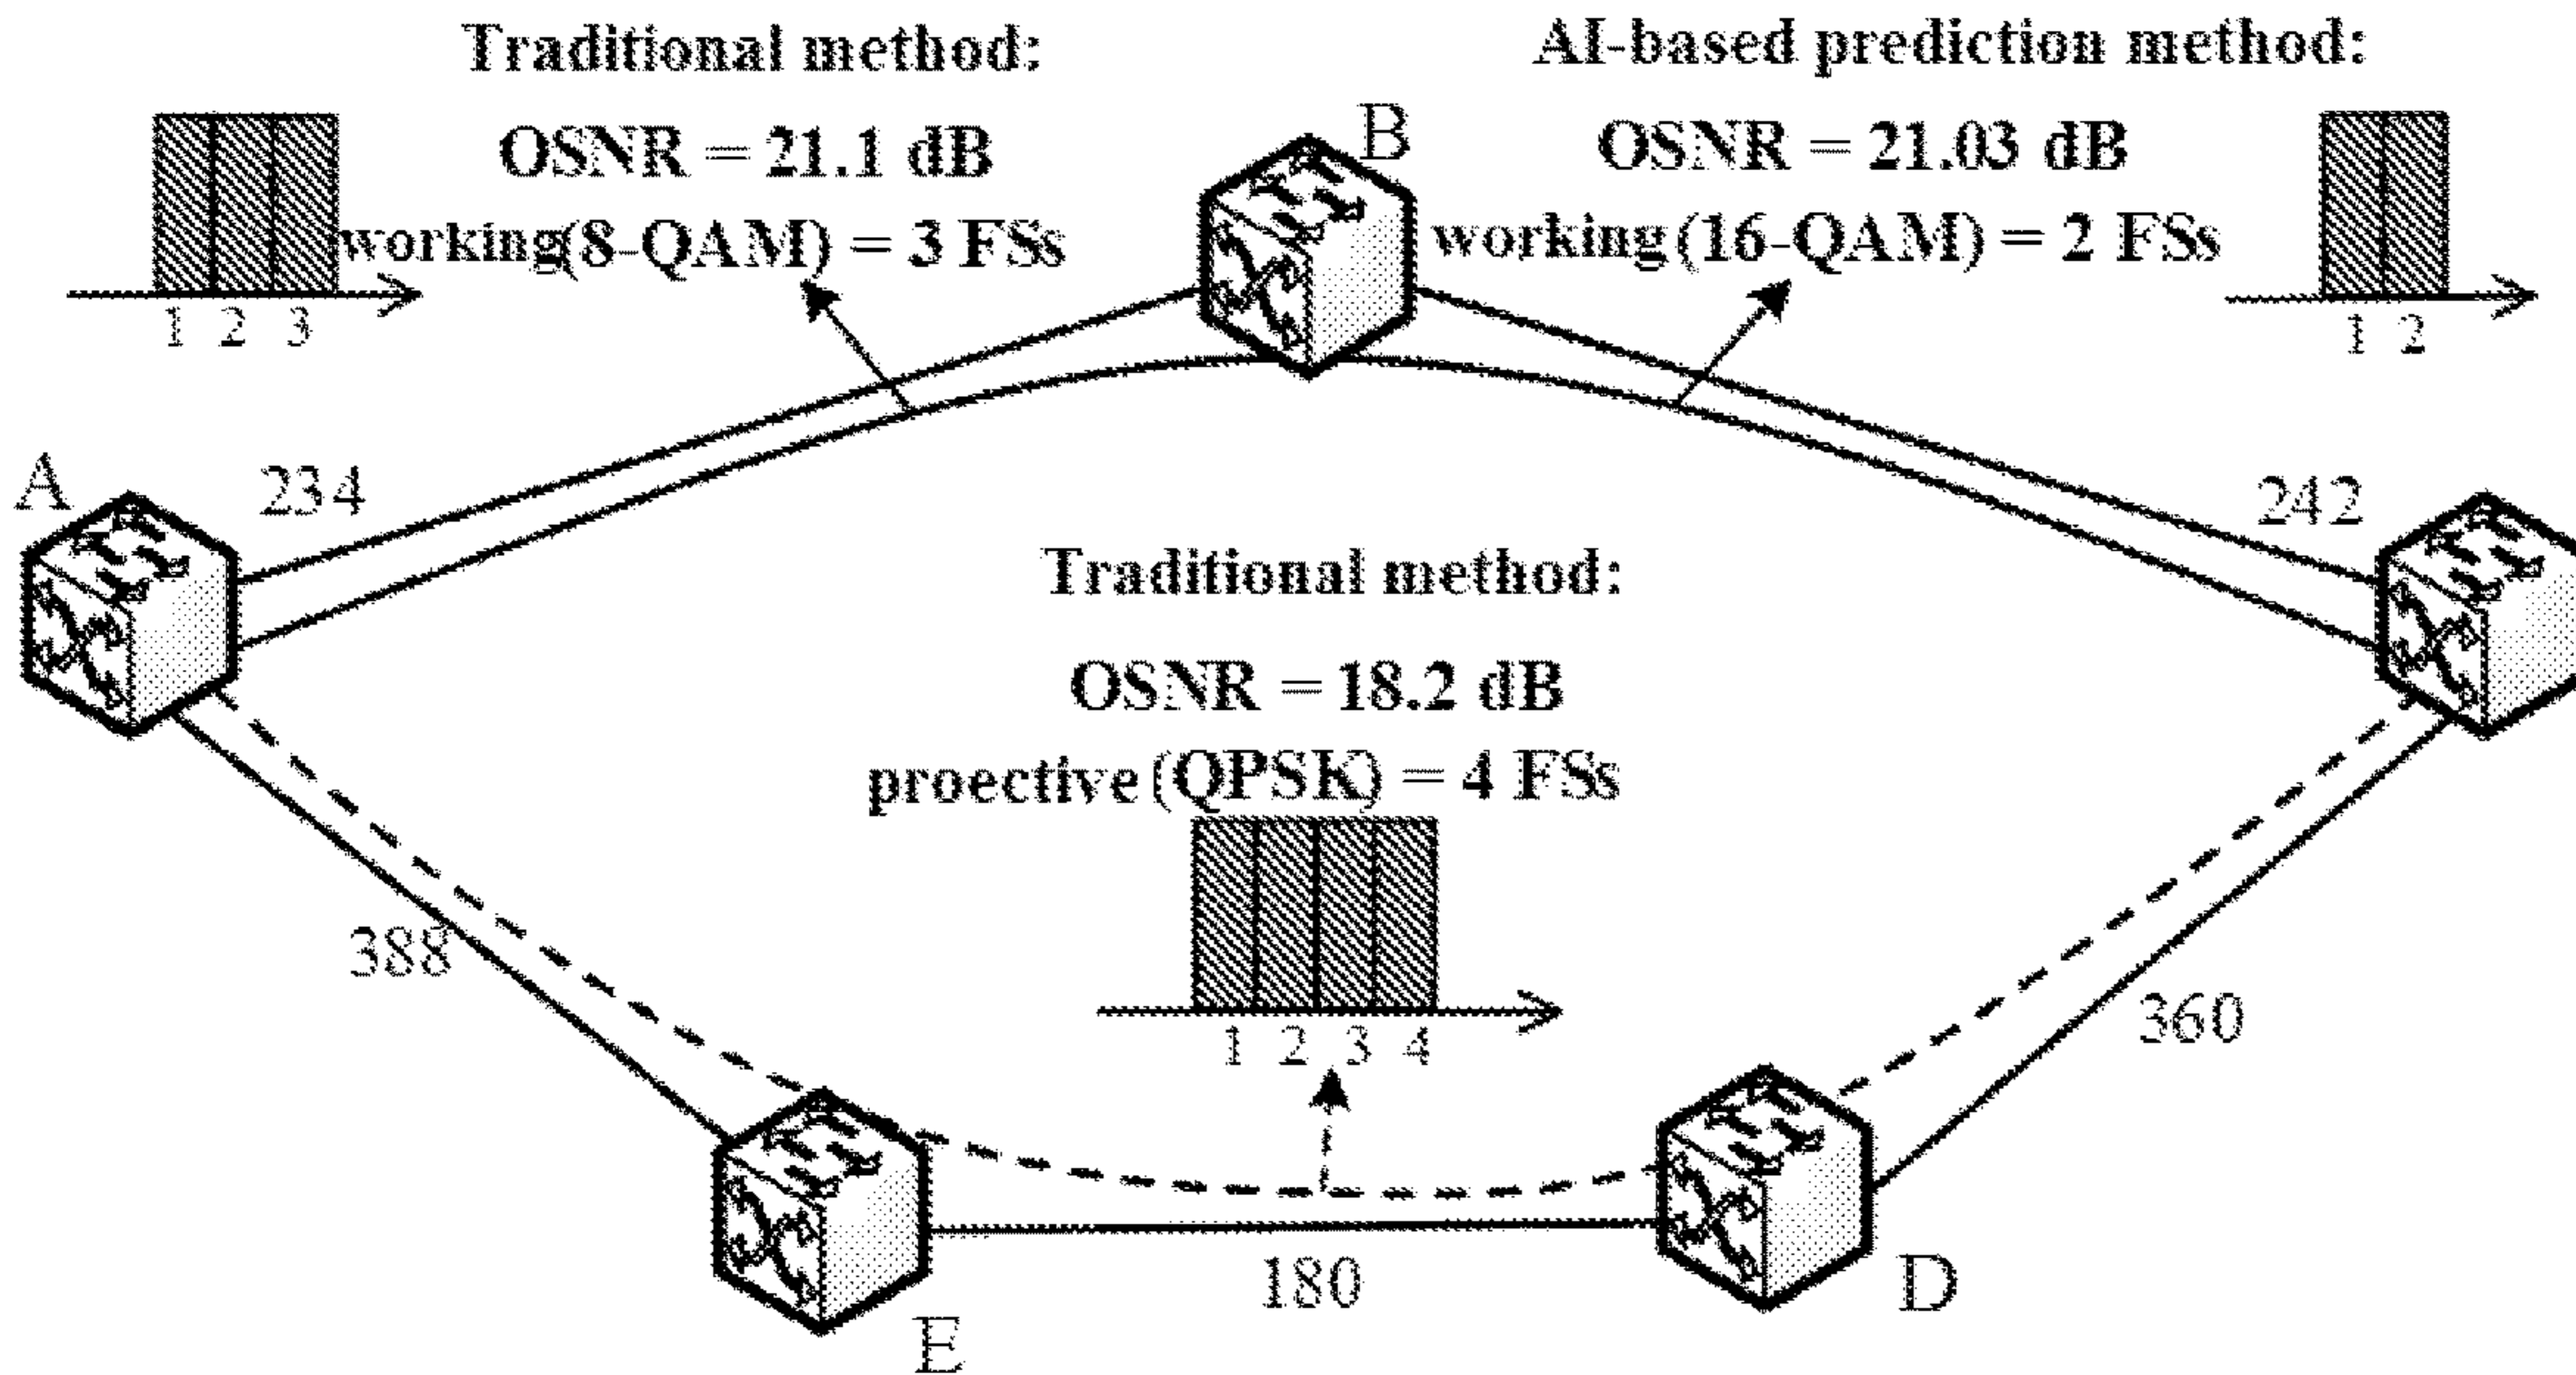 Traditional method:
OSNR = 21.1 dB
working(8-QAM) = 3 FSs
1 2 3
AI-based prediction method:
OSNR = 21.03 dB
working(16-QAM) = 2 FSs
1 2
B
A
234
242
Traditional method:
OSNR = 18.2 dB
proective(QPSK) = 4 FSs
1 2 3 4
388
360
180
E
D